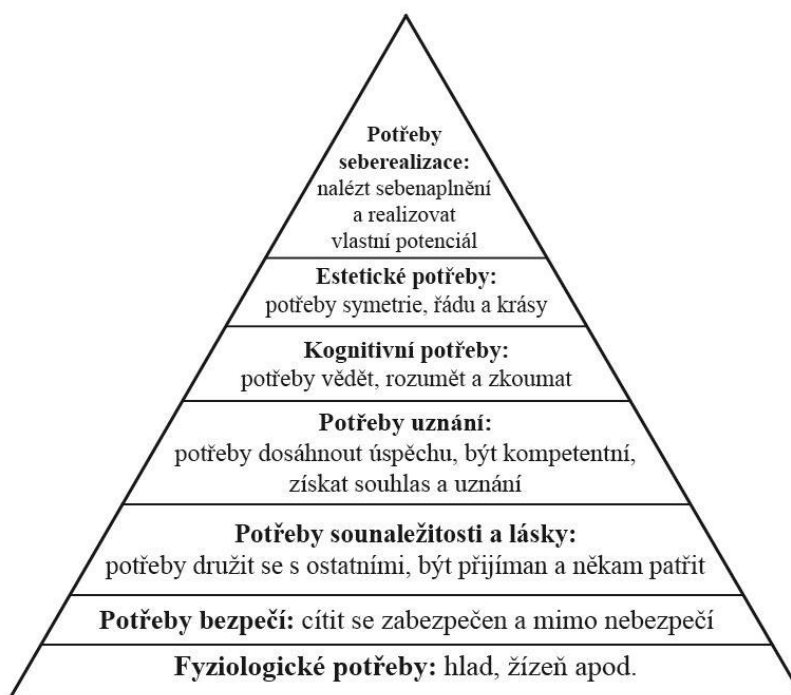 Potřeby
seberealizace:
nalézt sebenaplnění
a realizovat
vlastní potenciál
Estetické potřeby:
potřeby symetrie, řádu a krásy
Kognitivní potřeby:
potřeby vědět, rozumět a zkoumat
Potřeby uznání:
potřeby dosáhnout úspěchu, být kompetentní,
získat souhlas a uznání
Potřeby sounaležitosti a lásky:
potřeby družit se s ostatními, být přijíman a někam patřit
Potřeby bezpečí: cítit se zabezpečen a mimo nebezpečí
Fyziologické potřeby: hlad, žízeň apod.